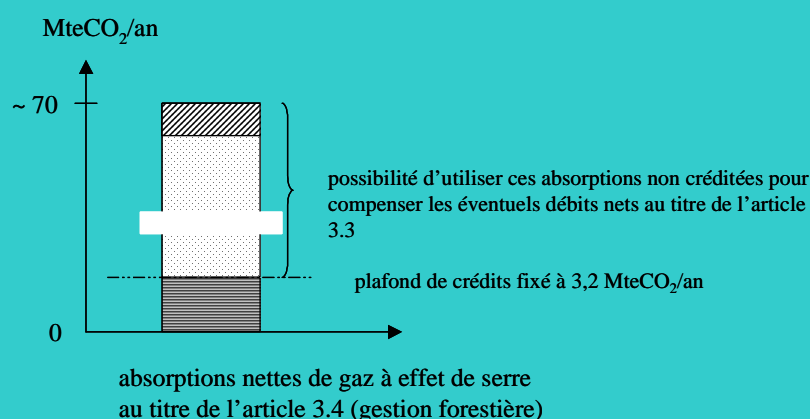 MteCO₂/an
~ 70
possibilité d'utiliser ces absorptions non créditées pour
compenser les éventuels débits nets au titre de l'article
3.3
plafond de crédits fixé à 3,2 MteCO₂/an
0
absorptions nettes de gaz à effet de serre
au titre de l'article 3.4 (gestion forestière)